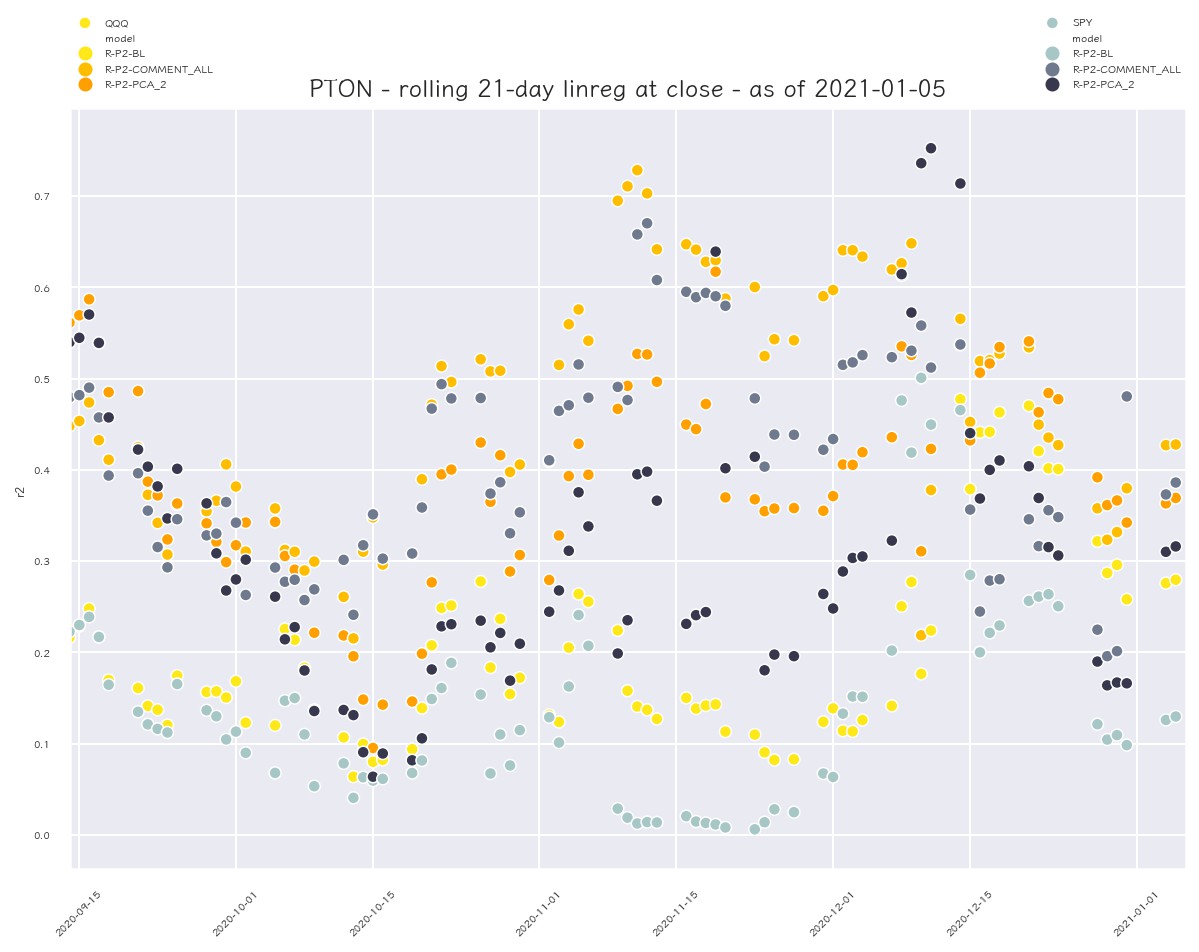 QQQ
model
R-P2-BL
R-P2-COMMENT_ALL
R-P2-PCA_2
SPY
model
R-P2-BL
R-P2-COMMENT_ALL
R-P2-PCA_2
PTON - rolling 21-day linreg at close - as of 2021-01-05
r2
0.7
0.6
0.5
0.4
0.3
0.2
0.1
0.0
2020-09-15
2020-10-01
2020-10-15
2020-11-01
2020-11-15
2020-12-01
2020-12-15
2021-01-01